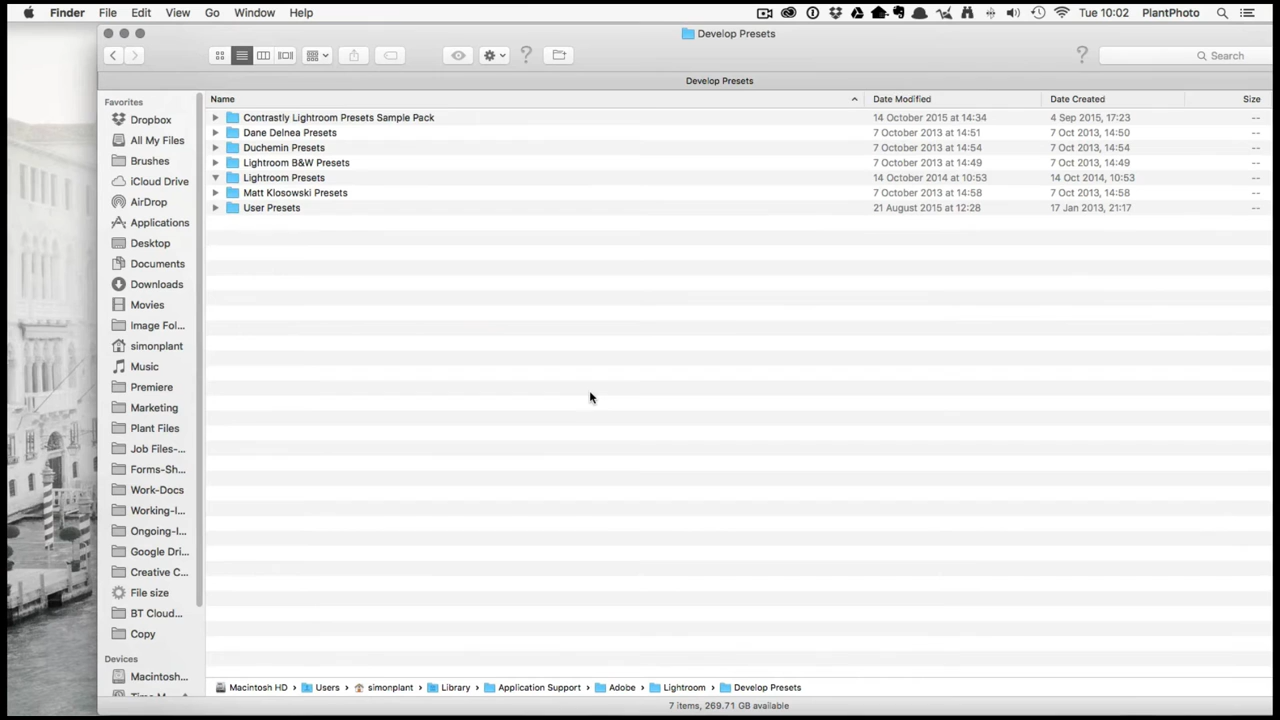 Finder File Edit View Go Window Help Tue 10:02 PlantPhoto
Develop Presets
Search
Develop Presets
Name Date Modified Date Created Size
Contrastly Lightroom Presets Sample Pack 14 October 2015 at 14:34 4 Sep 2015, 17:23 --
Dane Delnea Presets 7 October 2013 at 14:51 7 Oct 2013, 14:50 --
Duchemin Presets 7 October 2013 at 14:54 7 Oct 2013, 14:54 --
Lightroom B&W Presets 7 October 2013 at 14:49 7 Oct 2013, 14:49 --
Lightroom Presets 14 October 2014 at 10:53 14 Oct 2014, 10:53 --
Matt Klosowski Presets 7 October 2013 at 14:58 7 Oct 2013, 14:58 --
User Presets 21 August 2015 at 12:28 17 Jan 2013, 21:17 --
Favorites
Dropbox
All My Files
Brushes
iCloud Drive
AirDrop
Applications
Desktop
Documents
Downloads
Movies
Image Fol...
simonplant
Music
Premiere
Marketing
Plant Files
Job Files-...
Forms-Sh...
Work-Docs
Working-I...
Ongoing-I...
Google Dri...
Creative C...
File size
BT Cloud...
Copy
Devices
Macintosh...
Macintosh HD Users simonplant Library Application Support Adobe Lightroom Develop Presets
7 items, 269.71 GB available